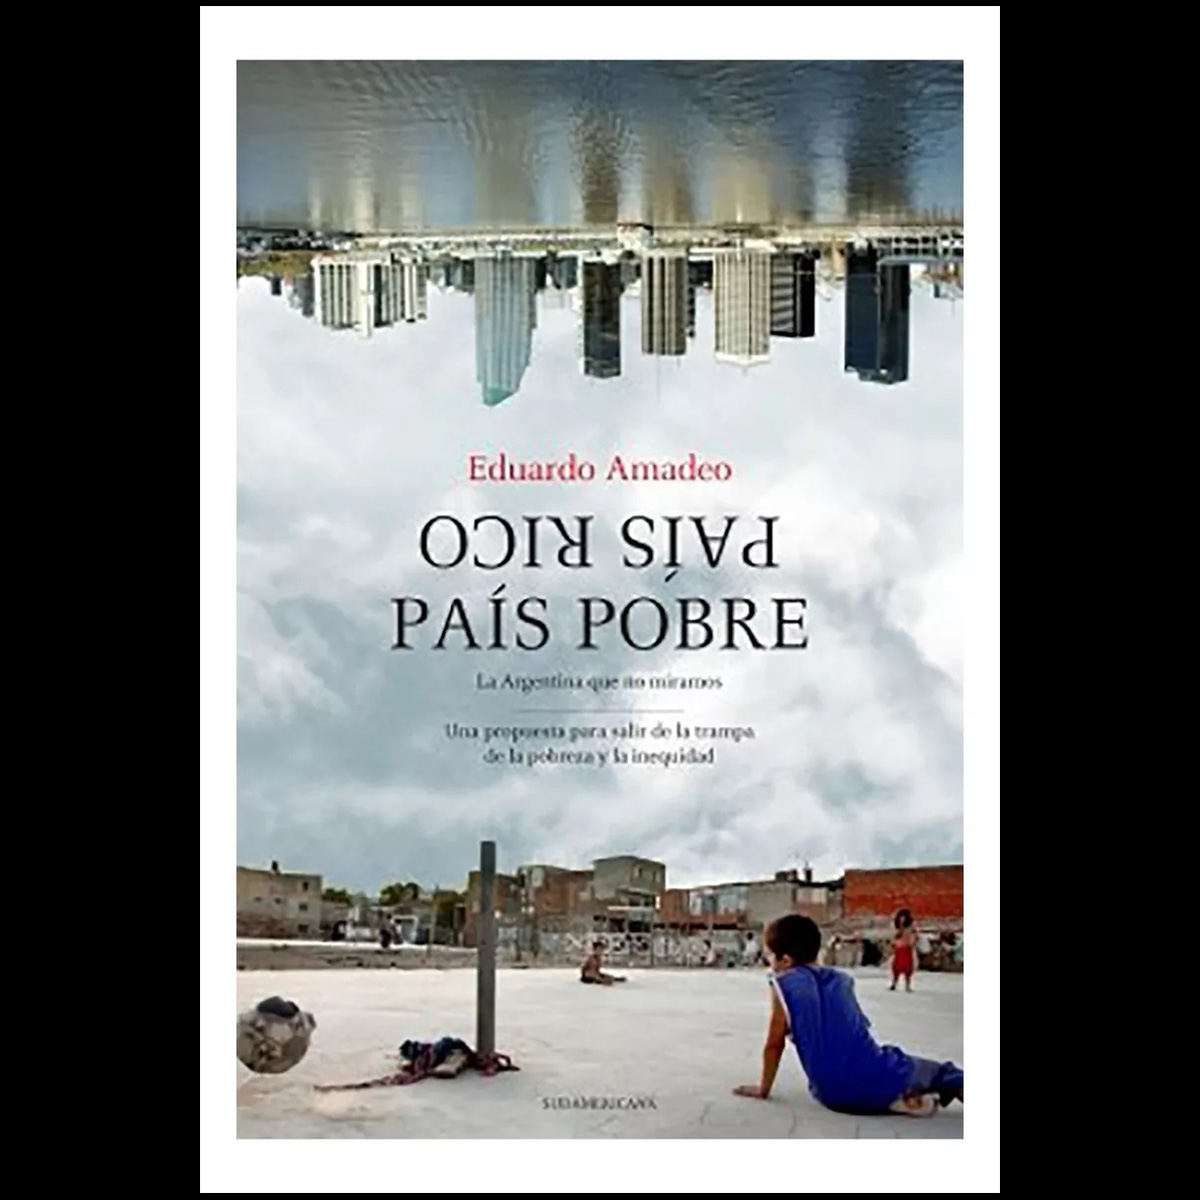 Eduardo Amadeo
PAÍS RICO
PAÍS POBRE
La Argentina que no miramos
Una propuesta para salir de la trampa
de la pobreza y la inequidad
SUDAMERICANA